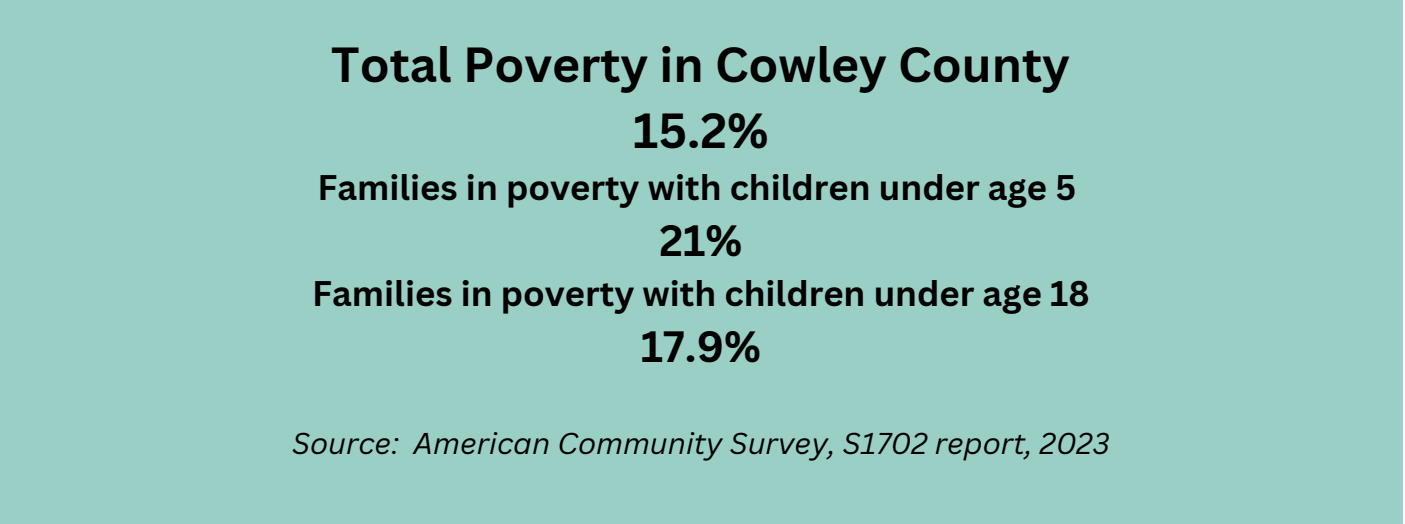 Total Poverty in Cowley County
15.2%
Families in poverty with children under age 5
21%
Families in poverty with children under age 18
17.9%
Source:  American Community Survey, S1702 report, 2023